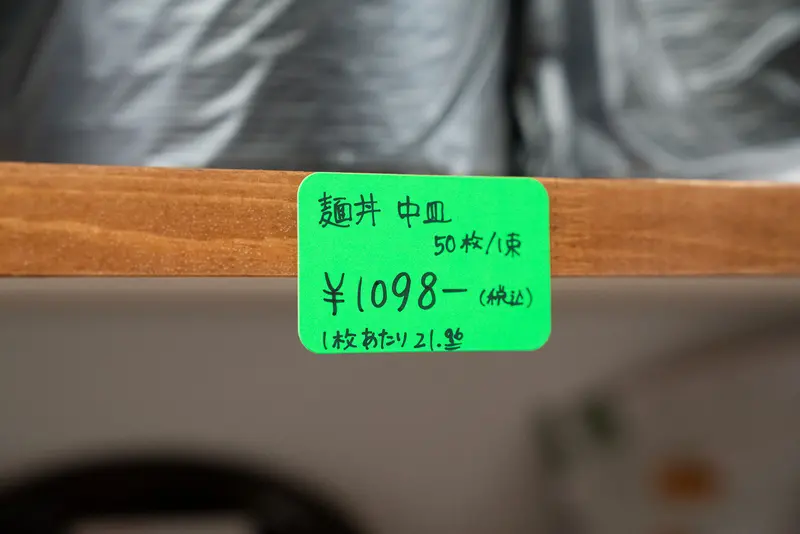 麺丼 中皿
50枚/1束
¥1098- (税込)
1枚あたり 21.96